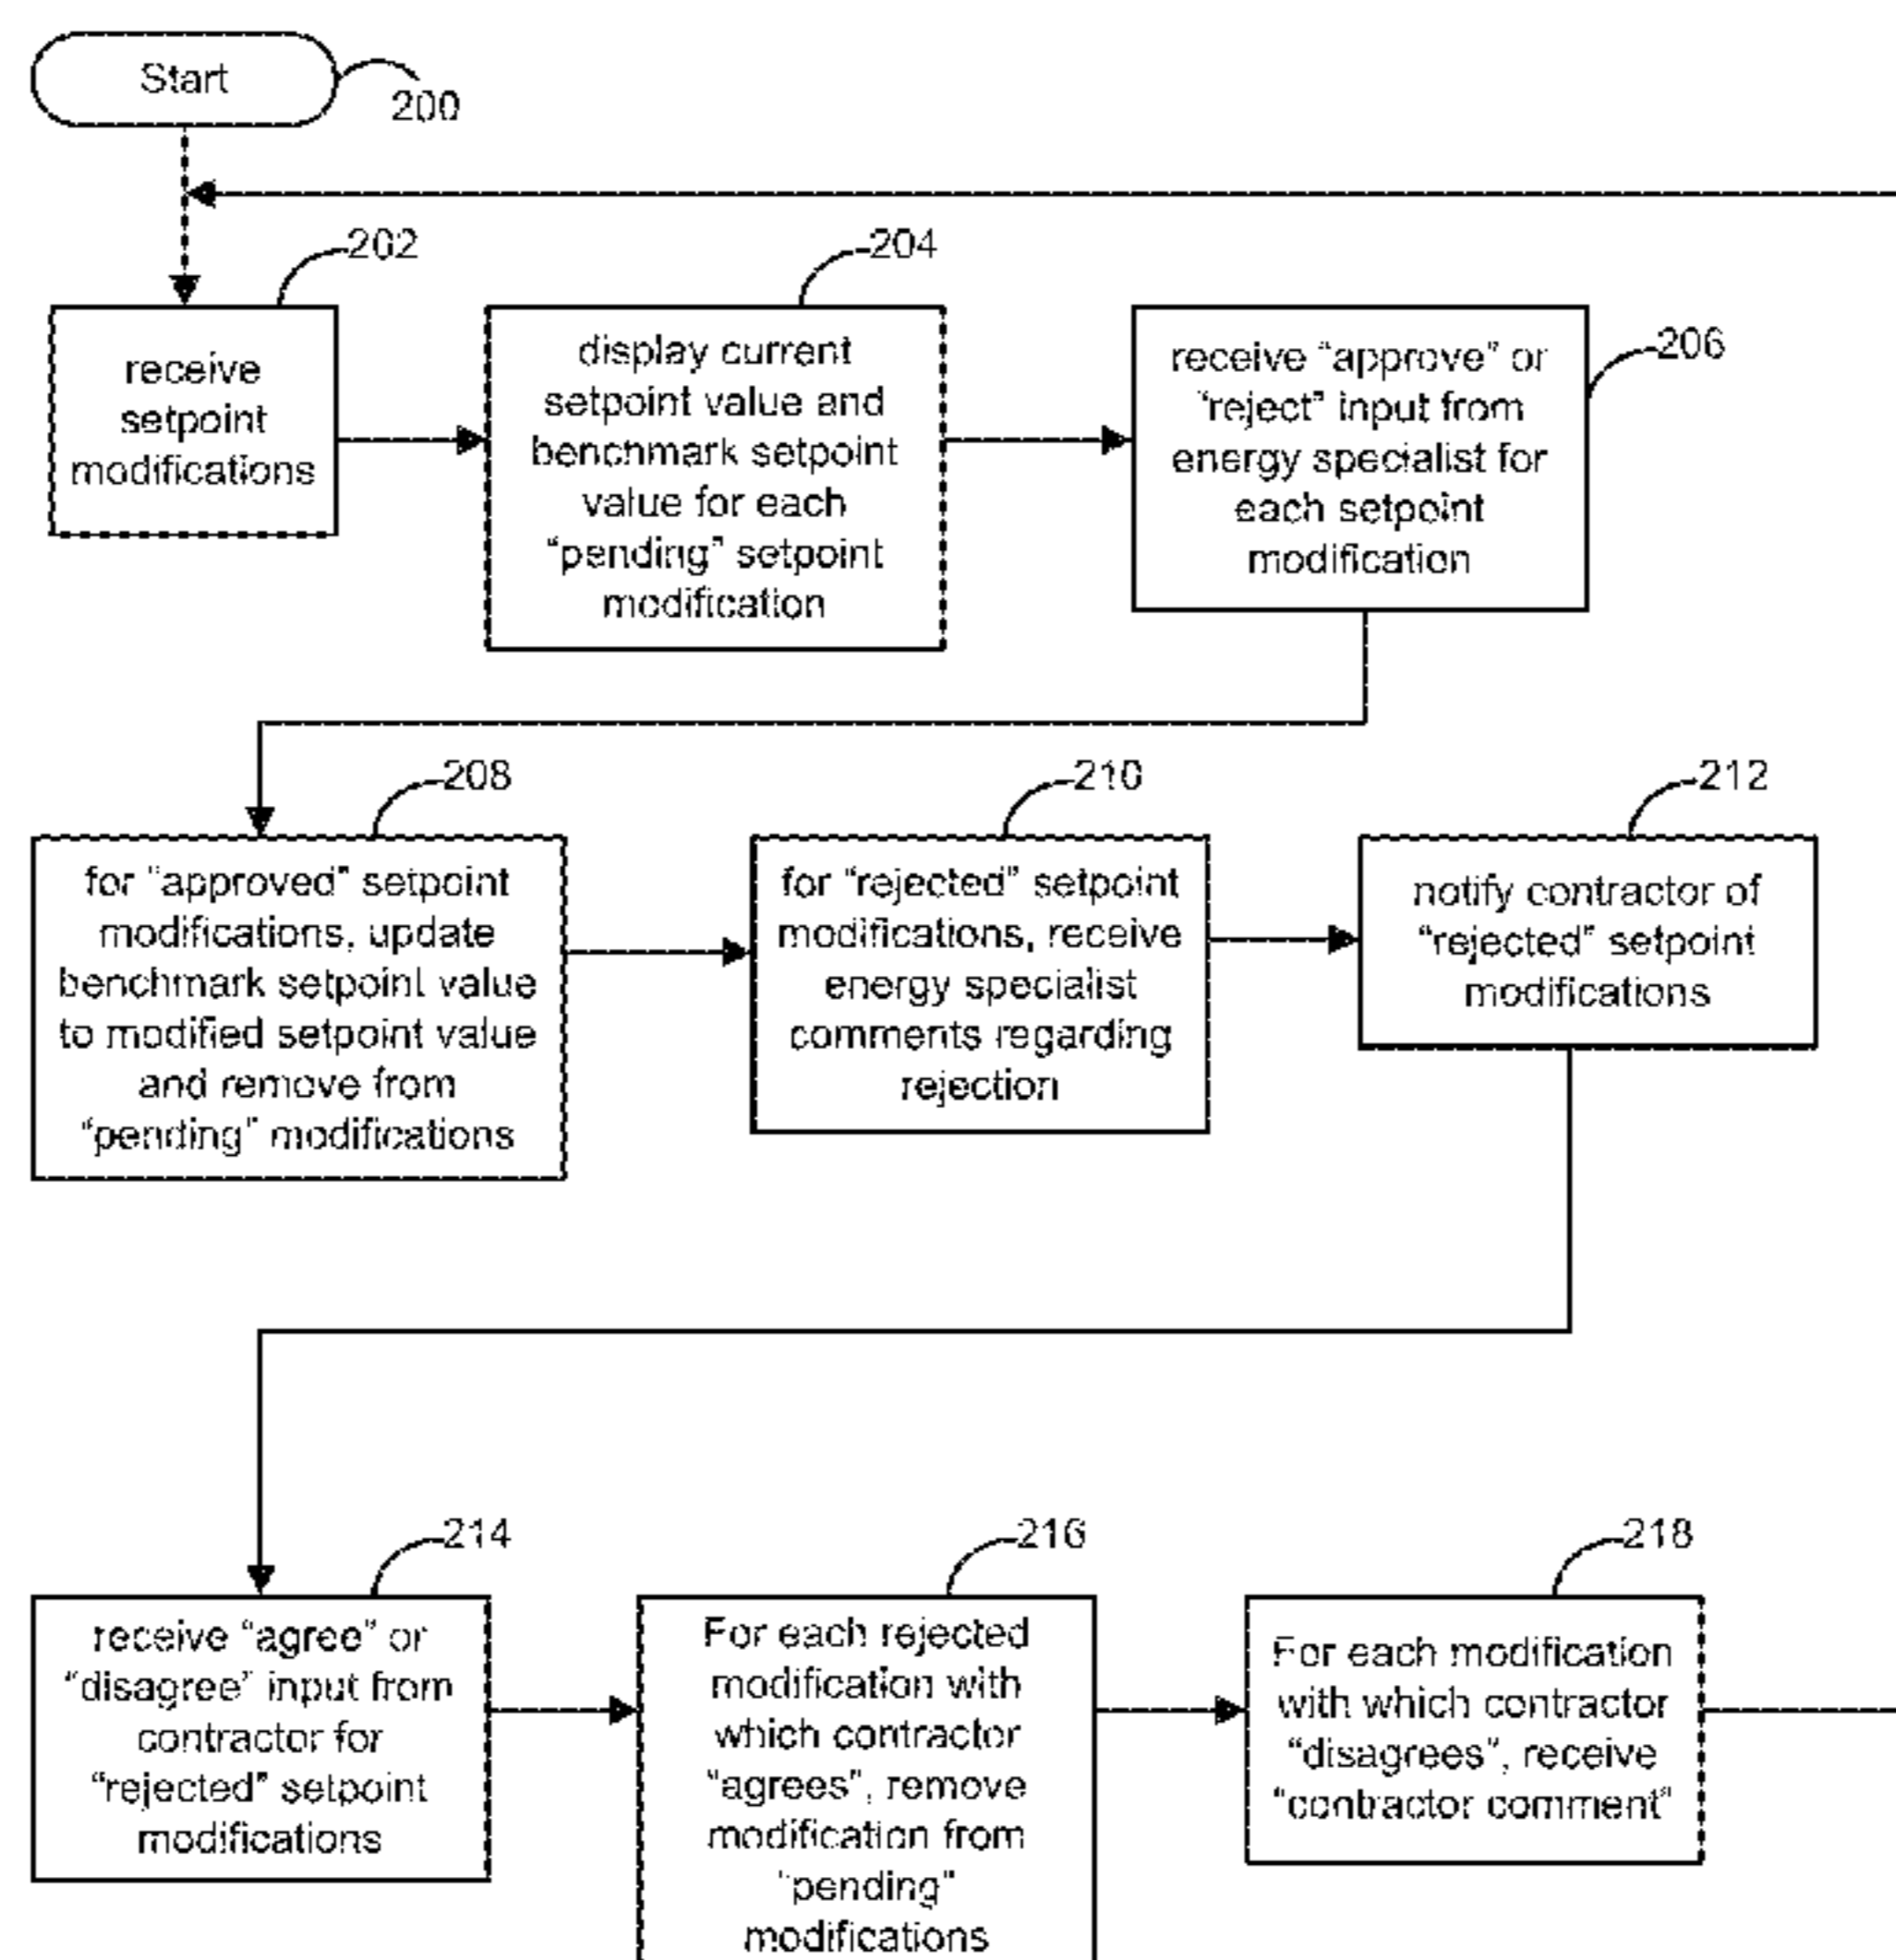 Start
200
202
receive
setpoint
modifications
204
display current
setpoint value and
benchmark setpoint
value for each
“pending” setpoint
modification
206
receive “approve” or
“reject” input from
energy specialist for
each setpoint
modification
208
for “approved” setpoint
modifications, update
benchmark setpoint value
to modified setpoint value
and remove from
“pending” modifications
210
for “rejected” setpoint
modifications, receive
energy specialist
comments regarding
rejection
212
notify contractor of
“rejected” setpoint
modifications
214
receive “agree” or
“disagree” input from
contractor for
“rejected” setpoint
modifications
216
For each rejected
modification with
which contractor
“agrees”, remove
modification from
“pending”
modifications
218
For each modification
with which contractor
“disagrees”, receive
“contractor comment”